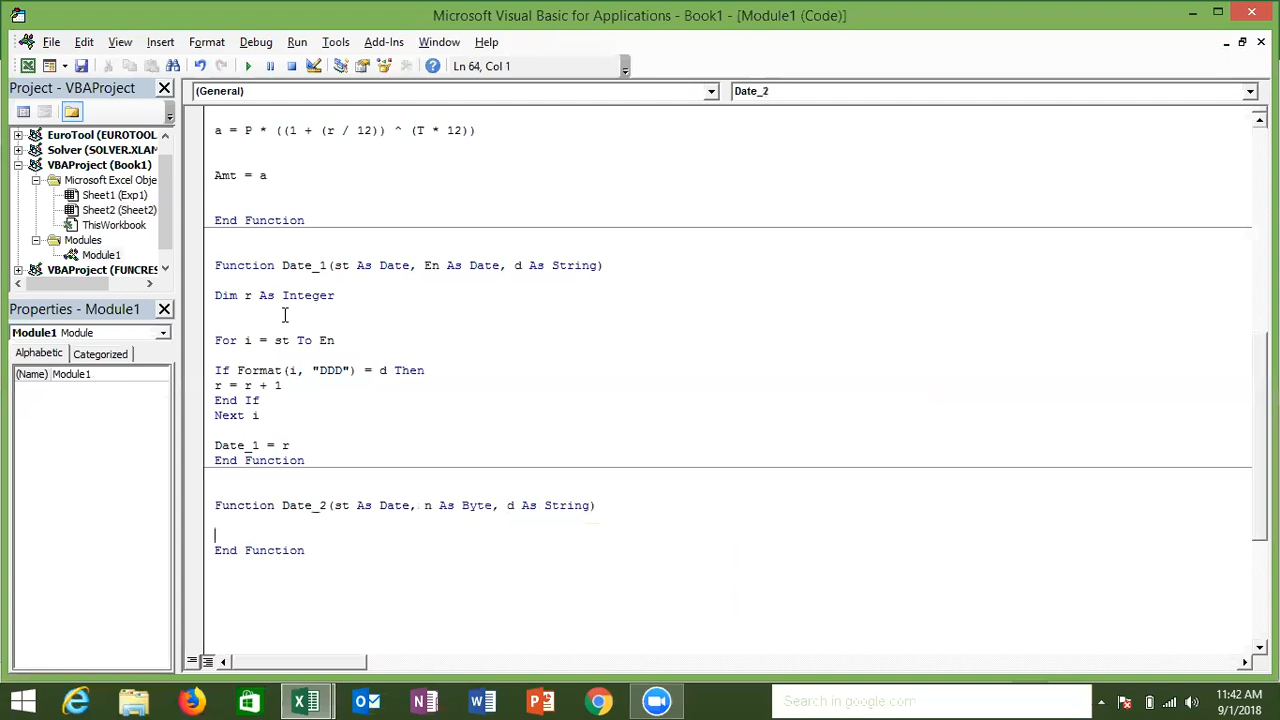 Microsoft Visual Basic for Applications - Book1 - [Module1 (Code)]
File Edit View Insert Format Debug Run Tools Add-Ins Window Help
Ln 64, Col 1
Project - VBAProject
(General)
Date_2
EuroTool (EUROTOOL
Solver (SOLVER.XLAM
VBAProject (Book1)
Microsoft Excel Obje
Sheet1 (Exp1)
Sheet2 (Sheet2)
ThisWorkbook
Modules
Module1
VBAProject (FUNCRES
Properties - Module1
Module1 Module
Alphabetic Categorized
(Name) Module1
a = P * ((1 + (r / 12)) ^ (T * 12))
Amt = a
End Function
Function Date_1(st As Date, En As Date, d As String)
Dim r As Integer
For i = st To En
If Format(i, "DDD") = d Then
r = r + 1
End If
Next i
Date_1 = r
End Function
Function Date_2(st As Date, n As Byte, d As String)
End Function
Search in google.com
11:42 AM
9/1/2018